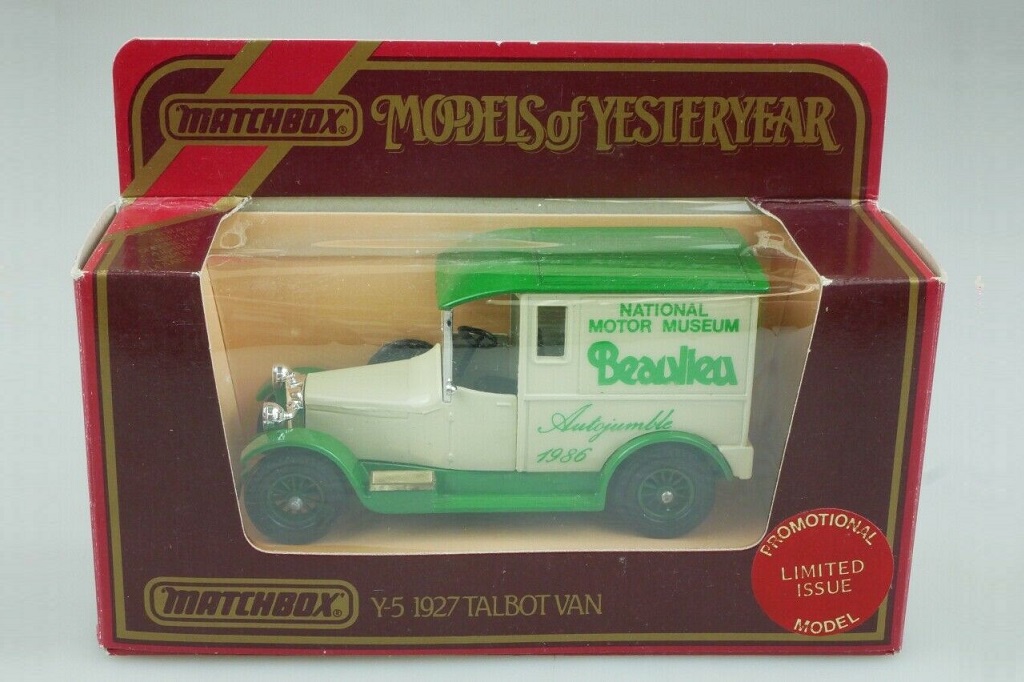 MATCHBOX®
MODELS of YESTERYEAR
NATIONAL
MOTOR MUSEUM
Beaulieu
Autojumble
1986
PROMOTIONAL
LIMITED
ISSUE
MODEL
MATCHBOX®
Y-5 1927 TALBOT VAN